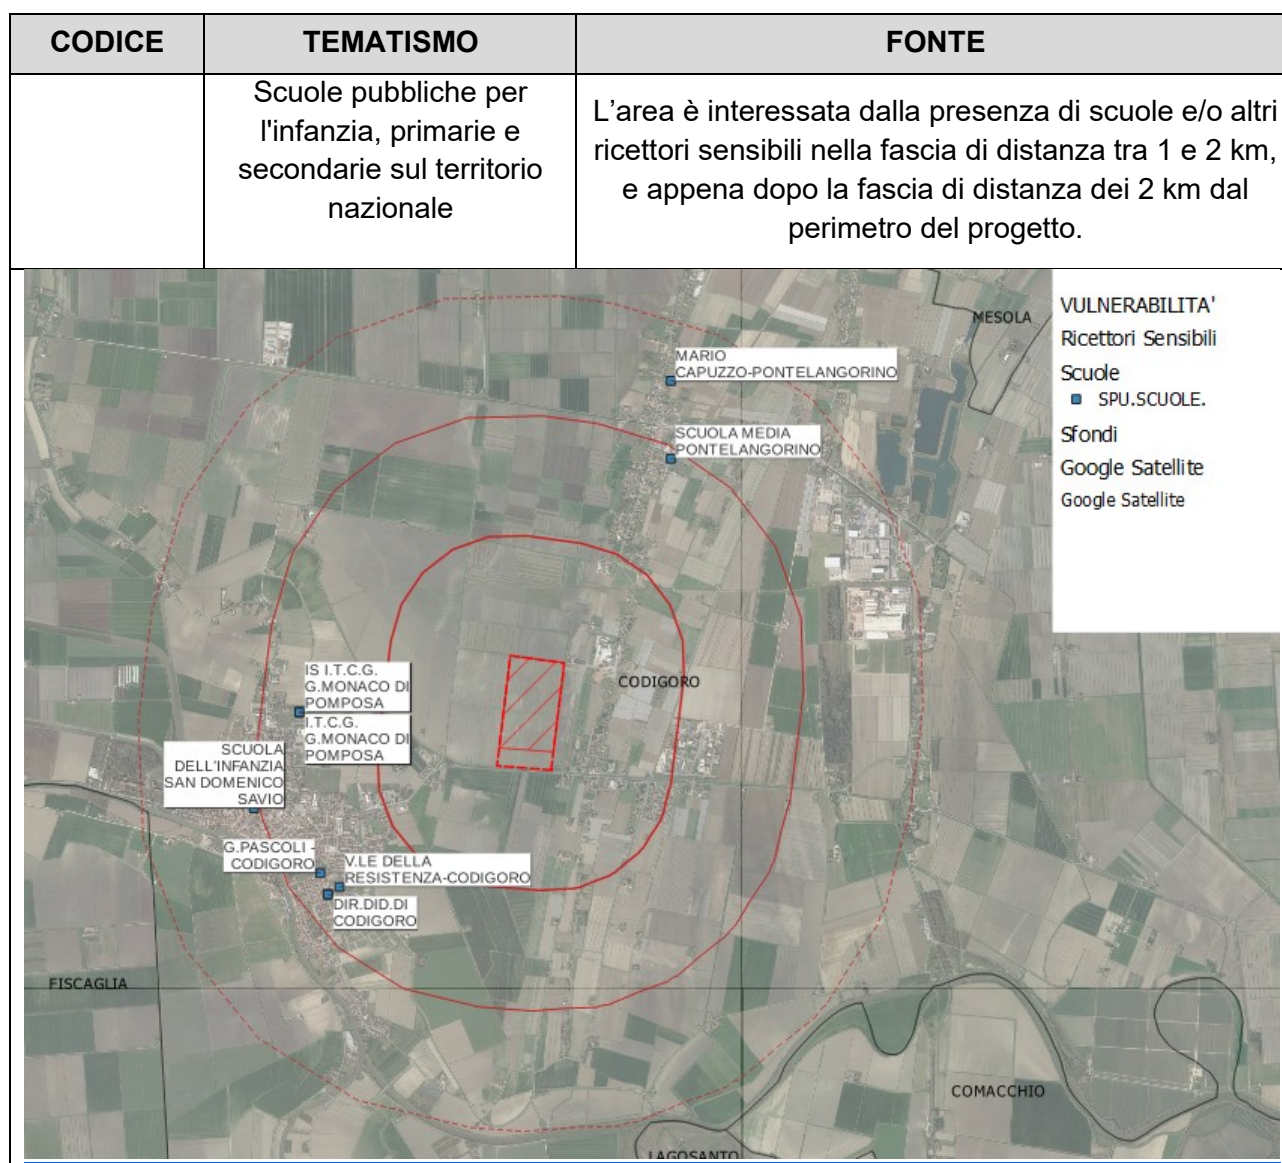 CODICE
TEMATISMO
FONTE
Scuole pubbliche per
l'infanzia, primarie e
secondarie sul territorio
nazionale
L’area è interessata dalla presenza di scuole e/o altri
ricettori sensibili nella fascia di distanza tra 1 e 2 km,
e appena dopo la fascia di distanza dei 2 km dal
perimetro del progetto.
MESOLA
MARIO
CAPUZZO-PONTELANGORINO
SCUOLA MEDIA
PONTELANGORINO
CODIGORO
IS I.T.C.G.
G.MONACO DI
POMPOSA
I.T.C.G.
G.MONACO DI
POMPOSA
SCUOLA
DELL'INFANZIA
SAN DOMENICO
SAVIO
G.PASCOLI -
CODIGORO
V.LE DELLA
RESISTENZA-CODIGORO
DIR.DID.DI
CODIGORO
FISCAGLIA
COMACCHIO
LAGOSANTO
VULNERABILITA'
Ricettori Sensibili
Scuole
SPU.SCUOLE.
Sfondi
Google Satellite
Google Satellite